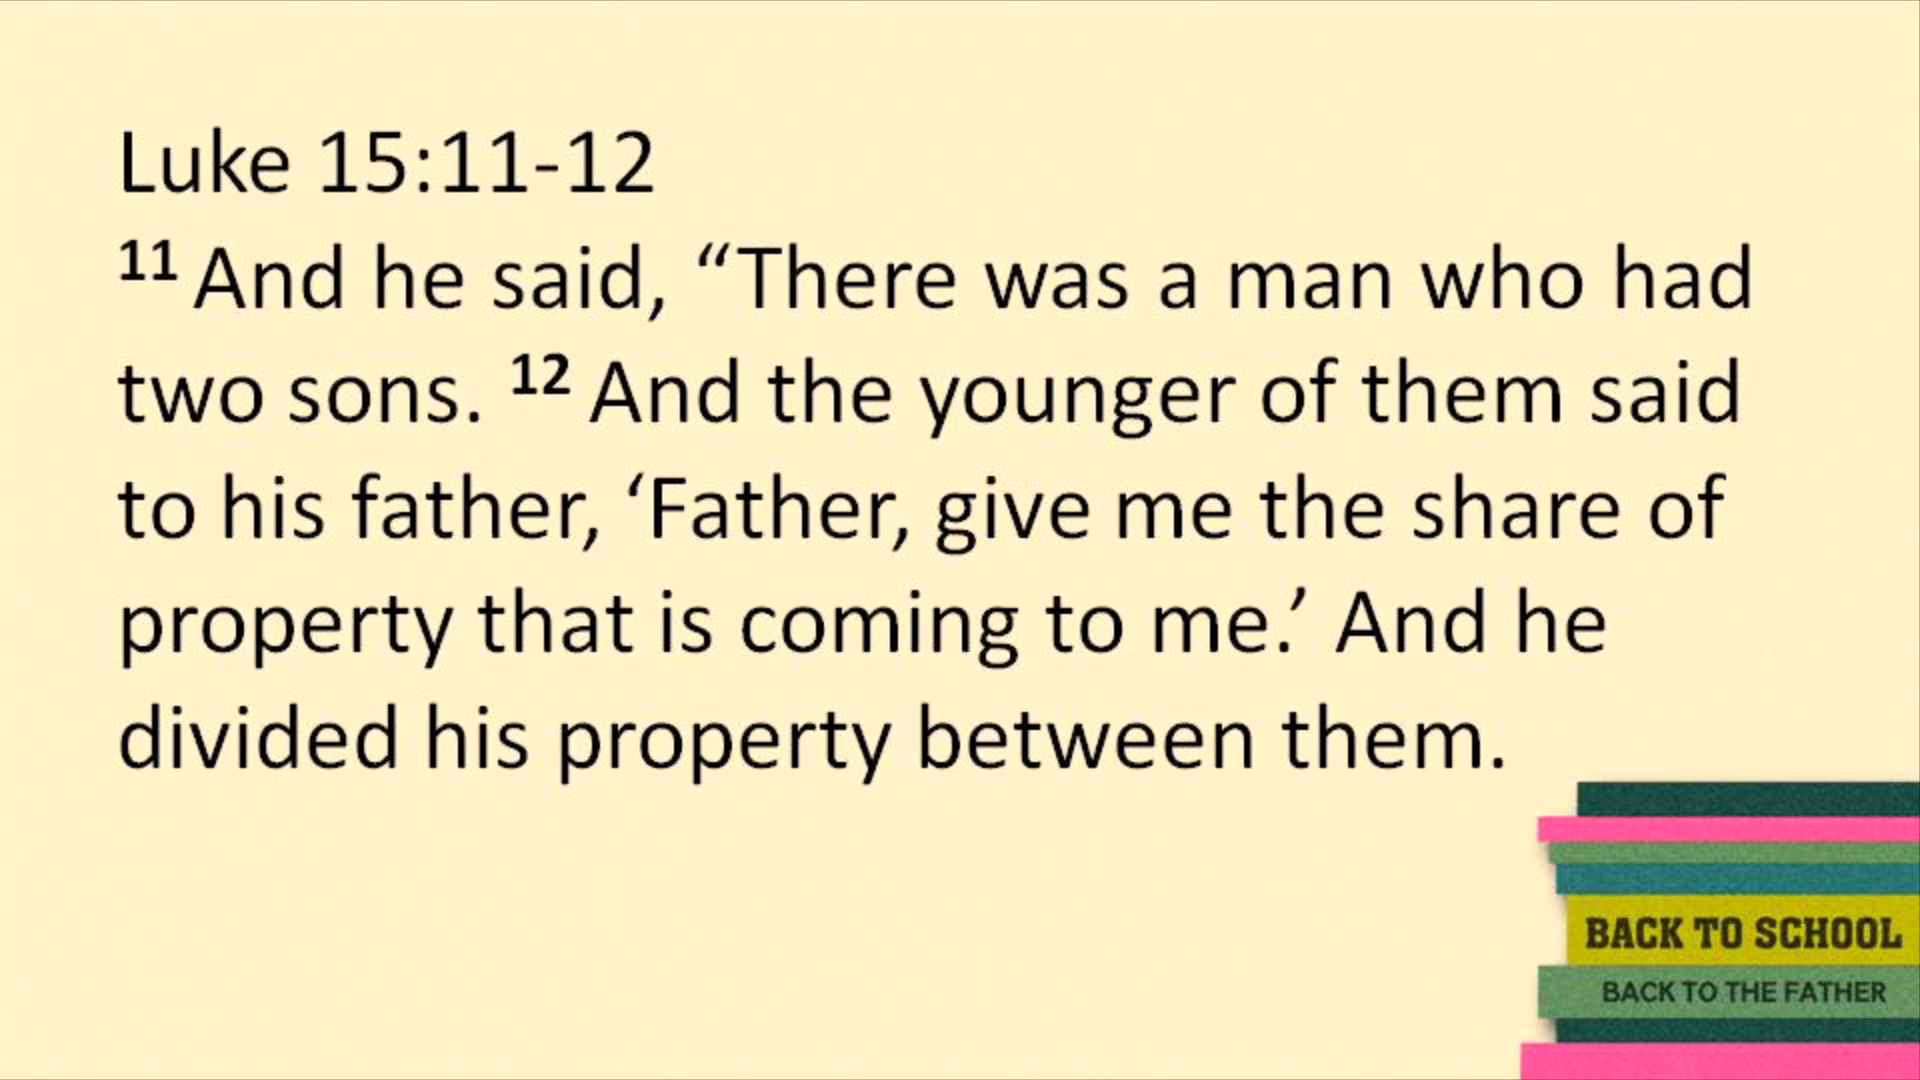 Luke 15:11-12
11 And he said, “There was a man who had
two sons. 12 And the younger of them said
to his father, ‘Father, give me the share of
property that is coming to me.’ And he
divided his property between them.
BACK TO SCHOOL
BACK TO THE FATHER